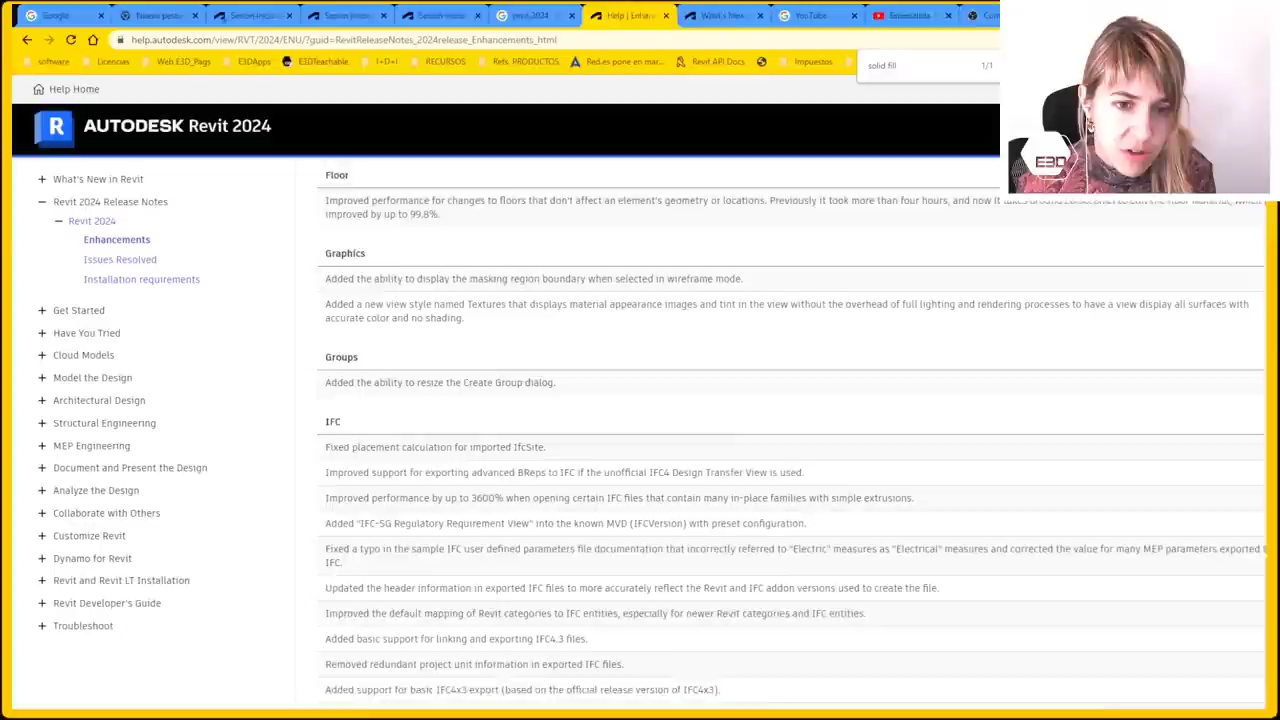 Google
Nuevo
revit_2024
Help | Enhan
What's New
YouTube
help.autodesk.com/view/RVT/2024/ENU/?guid=RevitReleaseNotes_2024release_Enhancements_html
software
Licencias
Web E3D_Pags
E3DApps
E3DTeachable
I+D+I
RECURSOS
Refs. PRODUCTOS
Red.es pone en mar...
Revit API Docs
Impuestos
solid fill
1/1
Help Home
R
AUTODESK Revit 2024
E3D
What's New in Revit
Revit 2024 Release Notes
Revit 2024
Enhancements
Issues Resolved
Installation requirements
Get Started
Have You Tried
Cloud Models
Model the Design
Architectural Design
Structural Engineering
MEP Engineering
Document and Present the Design
Analyze the Design
Collaborate with Others
Customize Revit
Dynamo for Revit
Revit and Revit LT Installation
Revit Developer's Guide
Troubleshoot
Floor
Improved performance for changes to floors that don't affect an element's geometry or locations. Previously it took more than four hours, and now it takes around
improved by up to 99.8%.
Graphics
Added the ability to display the masking region boundary when selected in wireframe mode.
Added a new view style named Textures that displays material appearance images and tint in the view without the overhead of full lighting and rendering processes to have a view display all surfaces with
accurate color and no shading.
Groups
Added the ability to resize the Create Group dialog.
IFC
Fixed placement calculation for imported IfcSite.
Improved support for exporting advanced BReps to IFC if the unofficial IFC4 Design Transfer View is used.
Improved performance by up to 3600% when opening certain IFC files that contain many in-place families with simple extrusions.
Added "IFC-SG Regulatory Requirement View" into the known MVD (IFCVersion) with preset configuration.
Fixed a typo in the sample IFC user defined parameters file documentation that incorrectly referred to "Electric" measures as "Electrical" measures and corrected the value for many MEP parameters exported t
IFC.
Updated the header information in exported IFC files to more accurately reflect the Revit and IFC addon versions used to create the file.
Improved the default mapping of Revit categories to IFC entities, especially for newer Revit categories and IFC entities.
Added basic support for linking and exporting IFC4.3 files.
Removed redundant project unit information in exported IFC files.
Added support for basic IFC4x3 export (based on the official release version of IFC4x3).